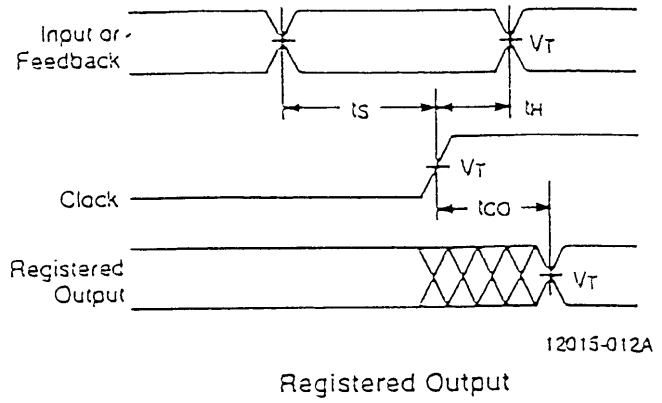 Input or
Feedback
VT
tS
tH
VT
Clock
tCO
Registered
Output
VT
12015-012A
Registered Output